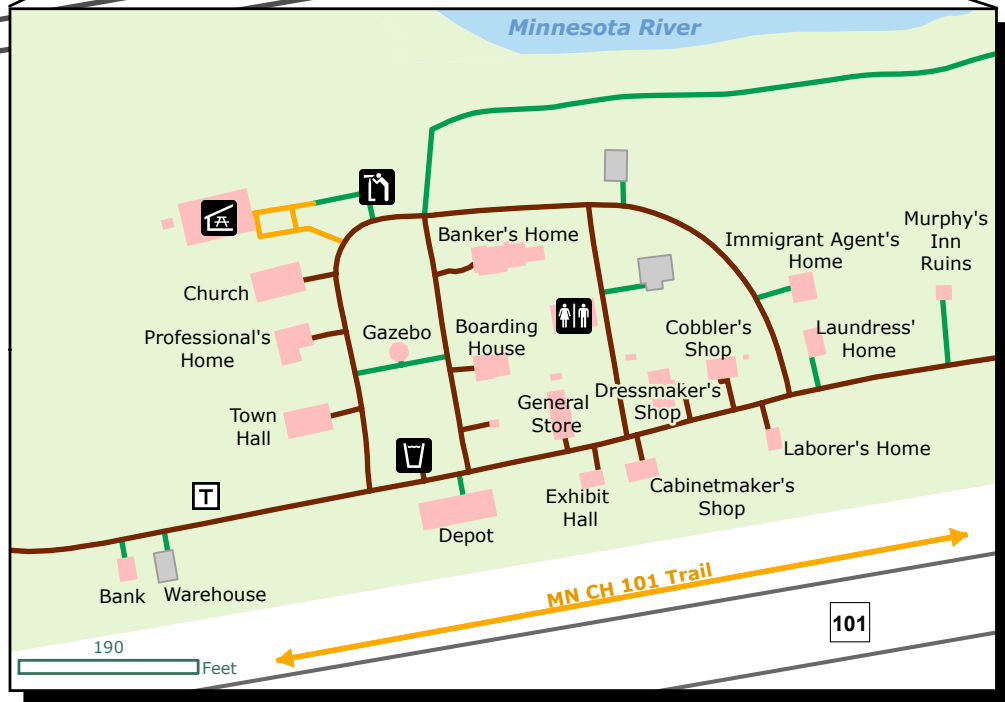 Minnesota River
Murphy's
Inn
Ruins
Banker's Home
Immigrant Agent's
Home
Church
Professional's
Home
Gazebo
Boarding
House
Cobbler's
Shop
Laundress'
Home
Town
Hall
General
Store
Dressmaker's
Shop
Laborer's Home
T
Exhibit
Hall
Cabinetmaker's
Shop
Depot
Bank
Warehouse
MN CH 101 Trail
101
190
Feet